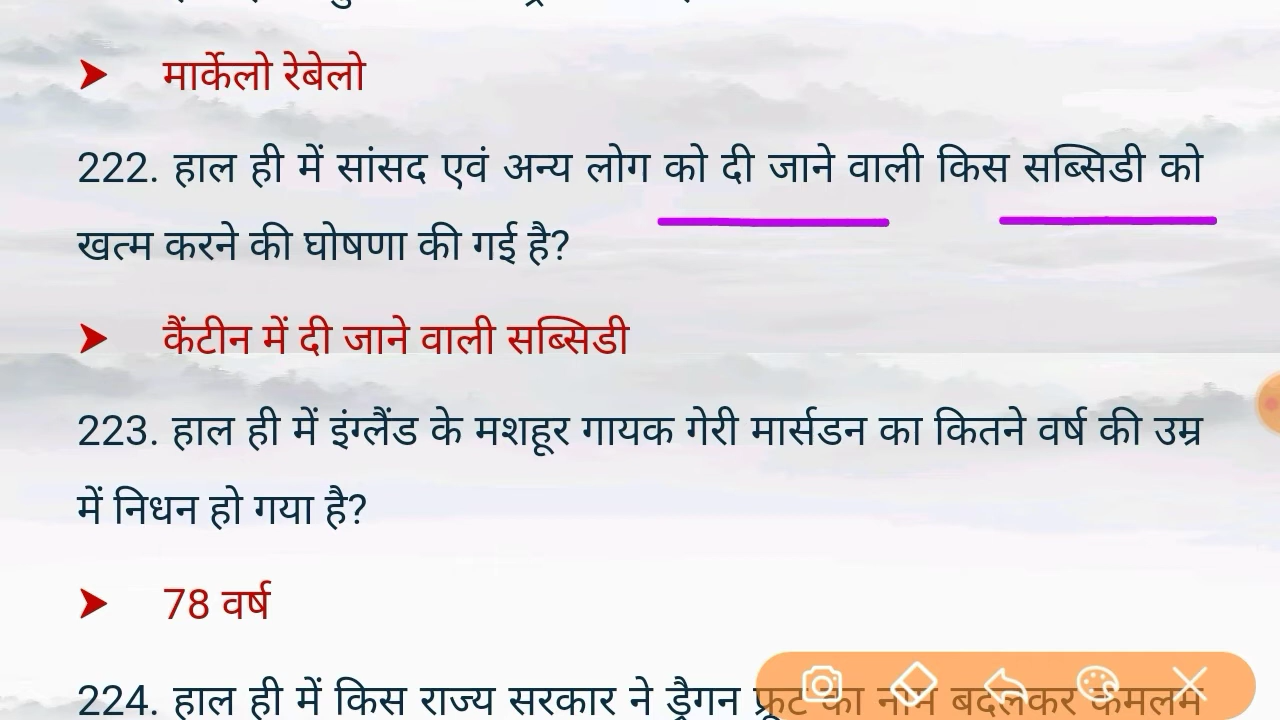 ➤ मार्केलो रेबेलो
222. हाल ही में सांसद एवं अन्य लोग को दी जाने वाली किस सब्सिडी को
खत्म करने की घोषणा की गई है?
➤ कैंटीन में दी जाने वाली सब्सिडी
223. हाल ही में इंग्लैंड के मशहूर गायक गेरी मार्सडन का कितने वर्ष की उम्र
में निधन हो गया है?
➤ 78 वर्ष
224. हाल ही में किस राज्य सरकार ने ड्रैगन फ्रूट का नाम बदलकर कमलम